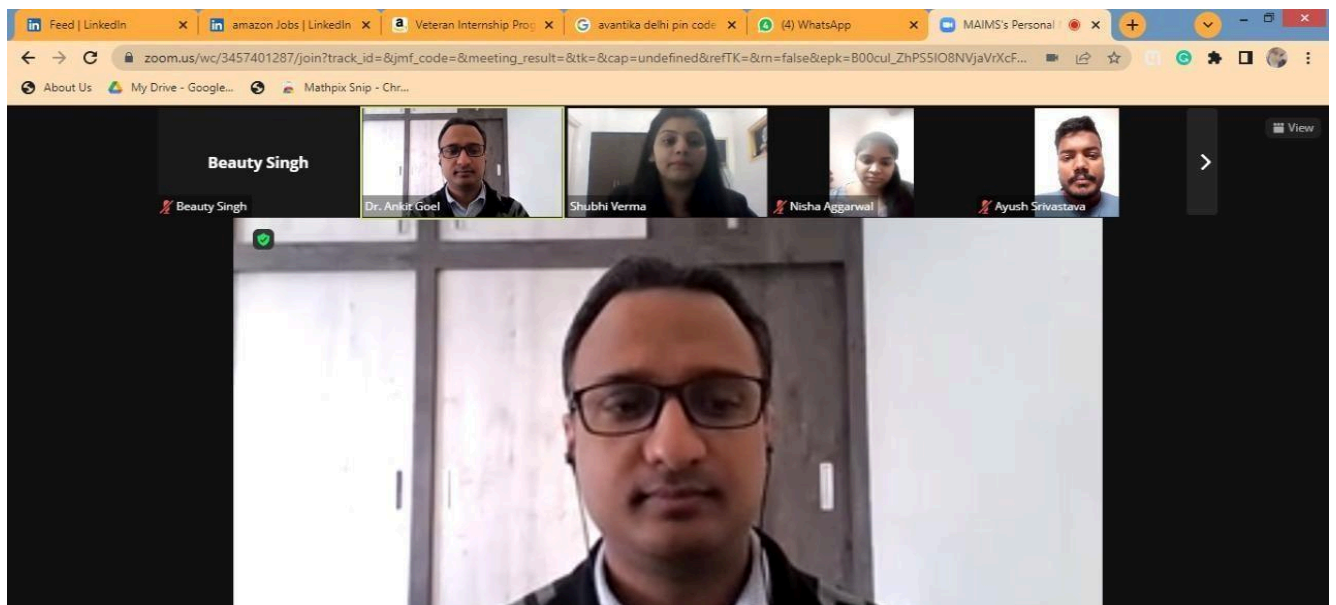 Feed | LinkedIn
amazon Jobs | LinkedIn
Veteran Internship Prog
avantika delhi pin code
(4) WhatsApp
MAIMS's Personal
zoom.us/wc/3457401287/join?track_id=&jmf_code=&meeting_result=&tk=&cap=undefined&refTK=&rn=false&epk=B00cul_ZhPS5IO8NVjaVrXcF...
About Us
My Drive - Google...
Mathpix Snip - Chr...
View
Beauty Singh
Beauty Singh
Dr. Ankit Goel
Shubhi Verma
Nisha Aggarwal
Ayush Srivastava